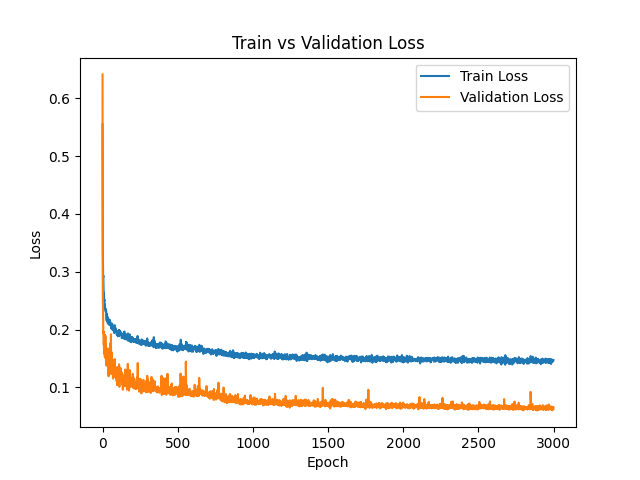 Train vs Validation Loss
Train Loss
Validation Loss
0.6
0.5
0.4
0.3
0.2
0.1
Loss
0 500 1000 1500 2000 2500 3000
Epoch